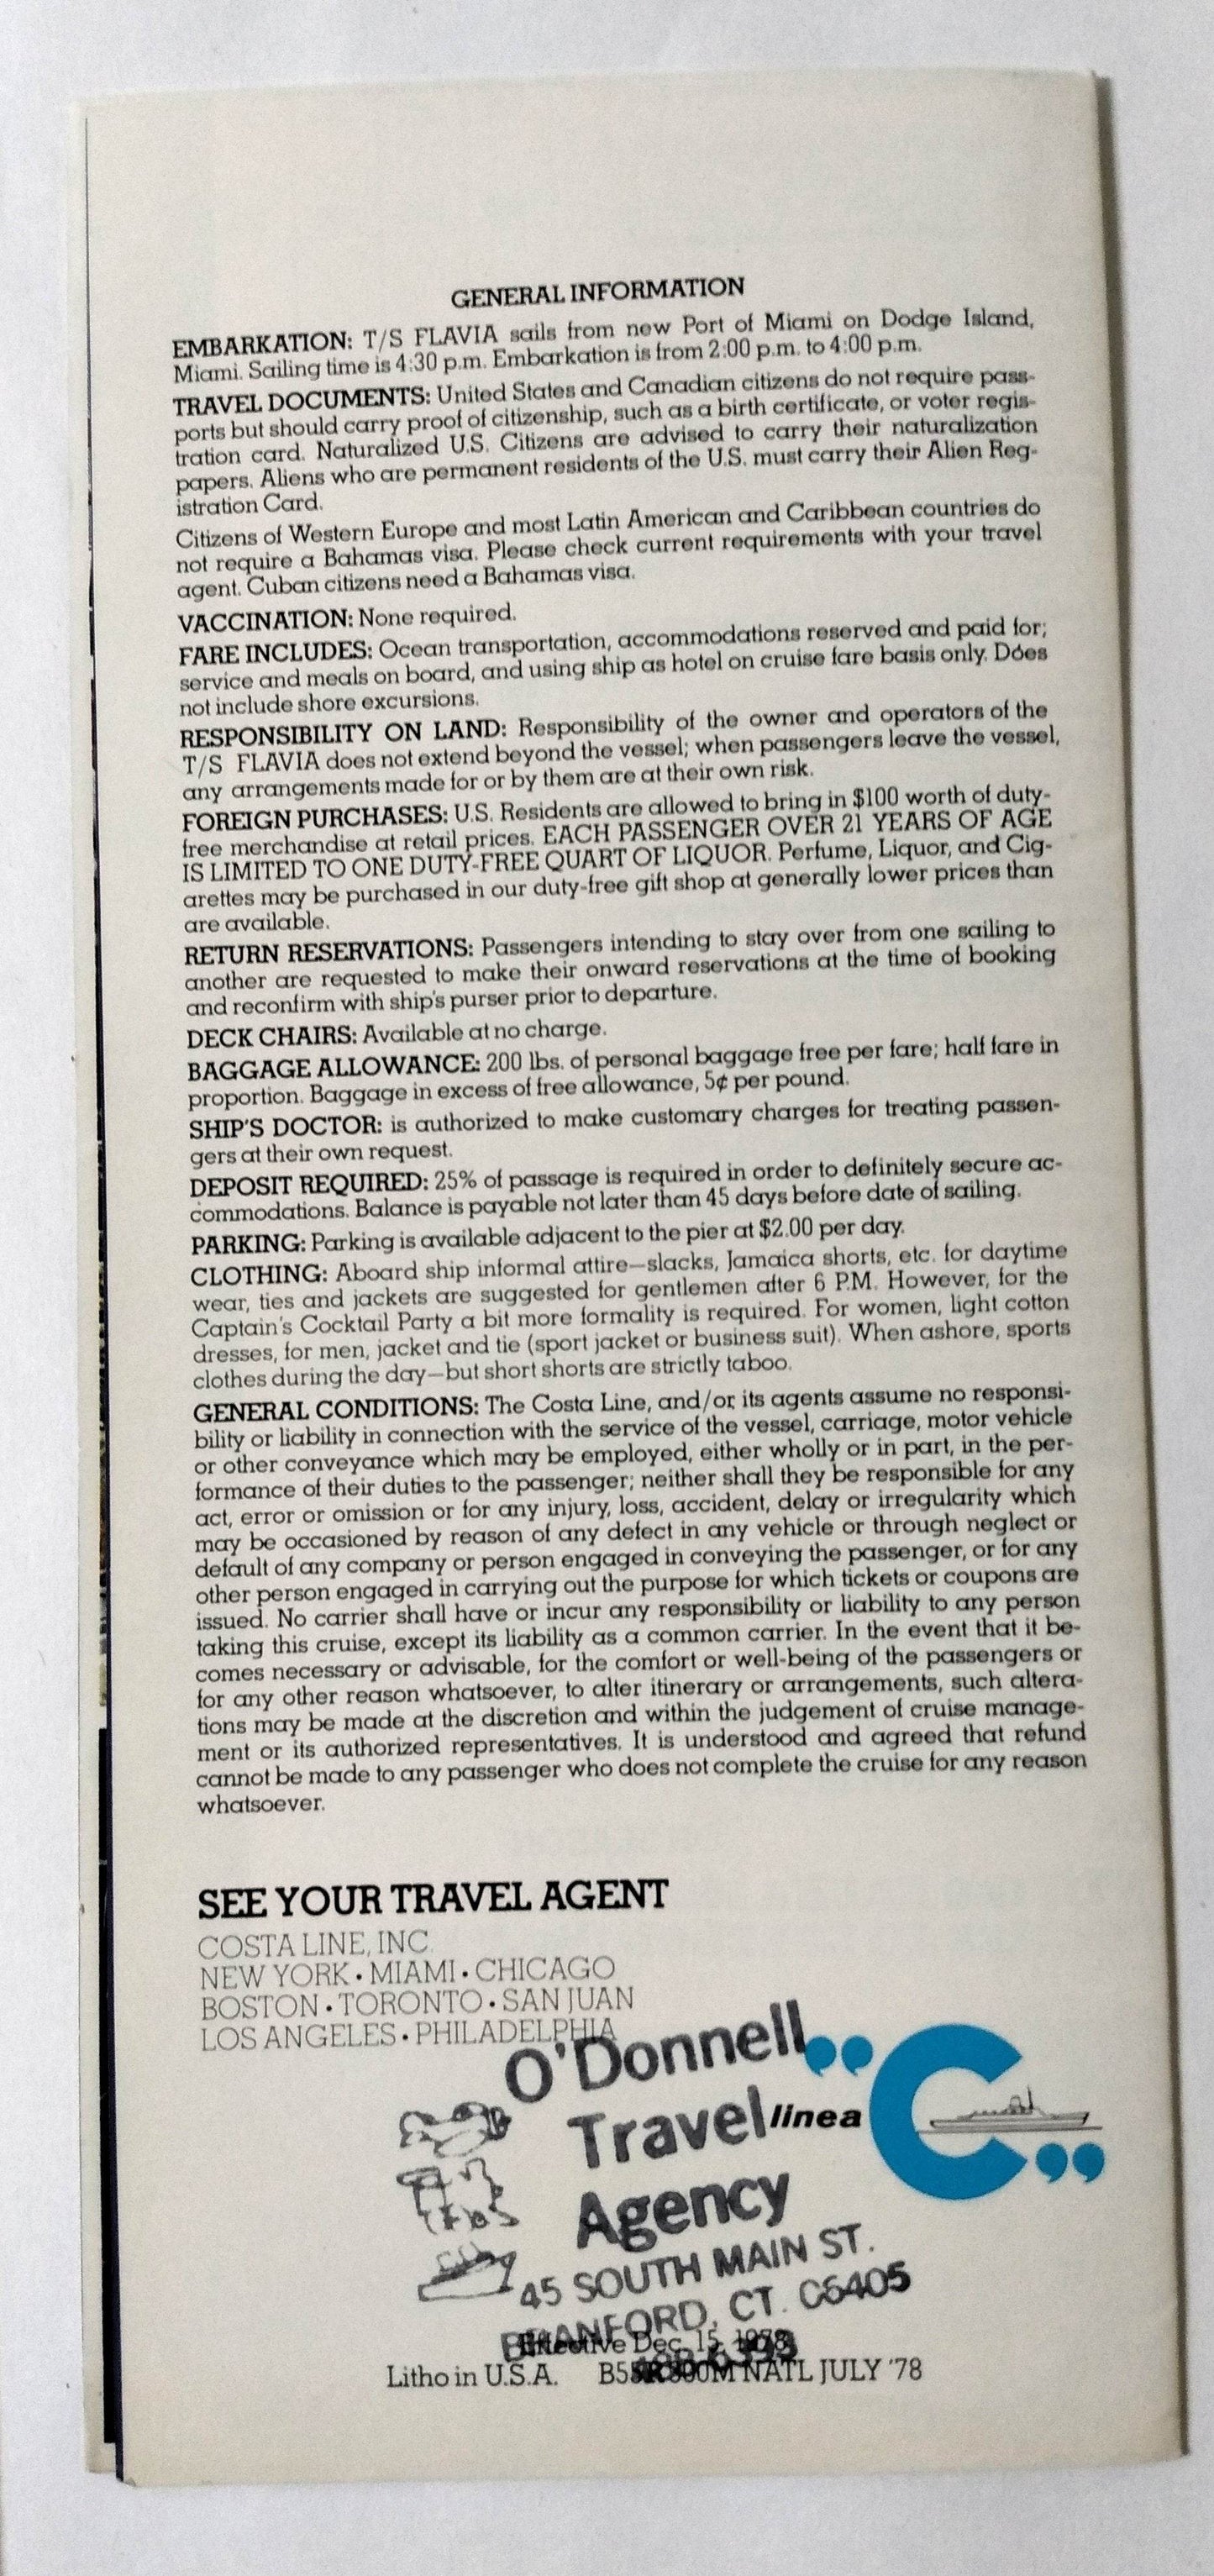 GENERAL INFORMATION
EMBARKATION: T/S FLAVIA sails from new Port of Miami on Dodge Island,
Miami. Sailing time is 4:30 p.m. Embarkation is from 2:00 p.m. to 4:00 p.m.
TRAVEL DOCUMENTS: United States and Canadian citizens do not require pass-
ports but should carry proof of citizenship, such as a birth certificate, or voter regis-
tration card. Naturalized U.S. Citizens are advised to carry their naturalization
papers. Aliens who are permanent residents of the U.S. must carry their Alien Reg-
istration Card.
Citizens of Western Europe and most Latin American and Caribbean countries do
not require a Bahamas visa. Please check current requirements with your travel
agent. Cuban citizens need a Bahamas visa.
VACCINATION: None required.
FARE INCLUDES: Ocean transportation, accommodations reserved and paid for;
service and meals on board, and using ship as hotel on cruise fare basis only. Dóes
not include shore excursions.
RESPONSIBILITY ON LAND: Responsibility of the owner and operators of the
T/S FLAVIA does not extend beyond the vessel; when passengers leave the vessel,
any arrangements made for or by them are at their own risk.
FOREIGN PURCHASES: U.S. Residents are allowed to bring in $100 worth of duty-
free merchandise at retail prices. EACH PASSENGER OVER 21 YEARS OF AGE
IS LIMITED TO ONE DUTY-FREE QUART OF LIQUOR. Perfume, Liquor, and Cig-
arettes may be purchased in our duty-free gift shop at generally lower prices than
are available.
RETURN RESERVATIONS: Passengers intending to stay over from one sailing to
another are requested to make their onward reservations at the time of booking
and reconfirm with ship's purser prior to departure.
DECK CHAIRS: Available at no charge.
BAGGAGE ALLOWANCE: 200 lbs. of personal baggage free per fare; half fare in
proportion. Baggage in excess of free allowance, 5¢ per pound.
SHIP'S DOCTOR: is authorized to make customary charges for treating passen-
gers at their own request.
DEPOSIT REQUIRED: 25% of passage is required in order to definitely secure ac-
commodations. Balance is payable not later than 45 days before date of sailing.
PARKING: Parking is available adjacent to the pier at $2.00 per day.
CLOTHING: Aboard ship informal attire—slacks, Jamaica shorts, etc. for daytime
wear, ties and jackets are suggested for gentlemen after 6 P.M. However, for the
Captain's Cocktail Party a bit more formality is required. For women, light cotton
dresses, for men, jacket and tie (sport jacket or business suit). When ashore, sports
clothes during the day—but short shorts are strictly taboo.
GENERAL CONDITIONS: The Costa Line, and/or its agents assume no responsi-
bility or liability in connection with the service of the vessel, carriage, motor vehicle
or other conveyance which may be employed, either wholly or in part, in the per-
formance of their duties to the passenger; neither shall they be responsible for any
act, error or omission or for any injury, loss, accident, delay or irregularity which
may be occasioned by reason of any defect in any vehicle or through neglect or
default of any company or person engaged in conveying the passenger, or for any
other person engaged in carrying out the purpose for which tickets or coupons are
issued. No carrier shall have or incur any responsibility or liability to any person
taking this cruise, except its liability as a common carrier. In the event that it be-
comes necessary or advisable, for the comfort or well-being of the passengers or
for any other reason whatsoever, to alter itinerary or arrangements, such altera-
tions may be made at the discretion and within the judgement of cruise manage-
ment or its authorized representatives. It is understood and agreed that refund
cannot be made to any passenger who does not complete the cruise for any reason
whatsoever.
SEE YOUR TRAVEL AGENT
COSTA LINE, INC.
NEW YORK • MIAMI • CHICAGO
BOSTON • TORONTO • SAN JUAN
LOS ANGELES • PHILADELPHIA
O'Donnell
Travel
Agency
45 SOUTH MAIN ST.
BRANFORD, CT. 06405
linea
"C"
Effective Dec. 15, 1978
Litho in U.S.A. NATL JULY '78